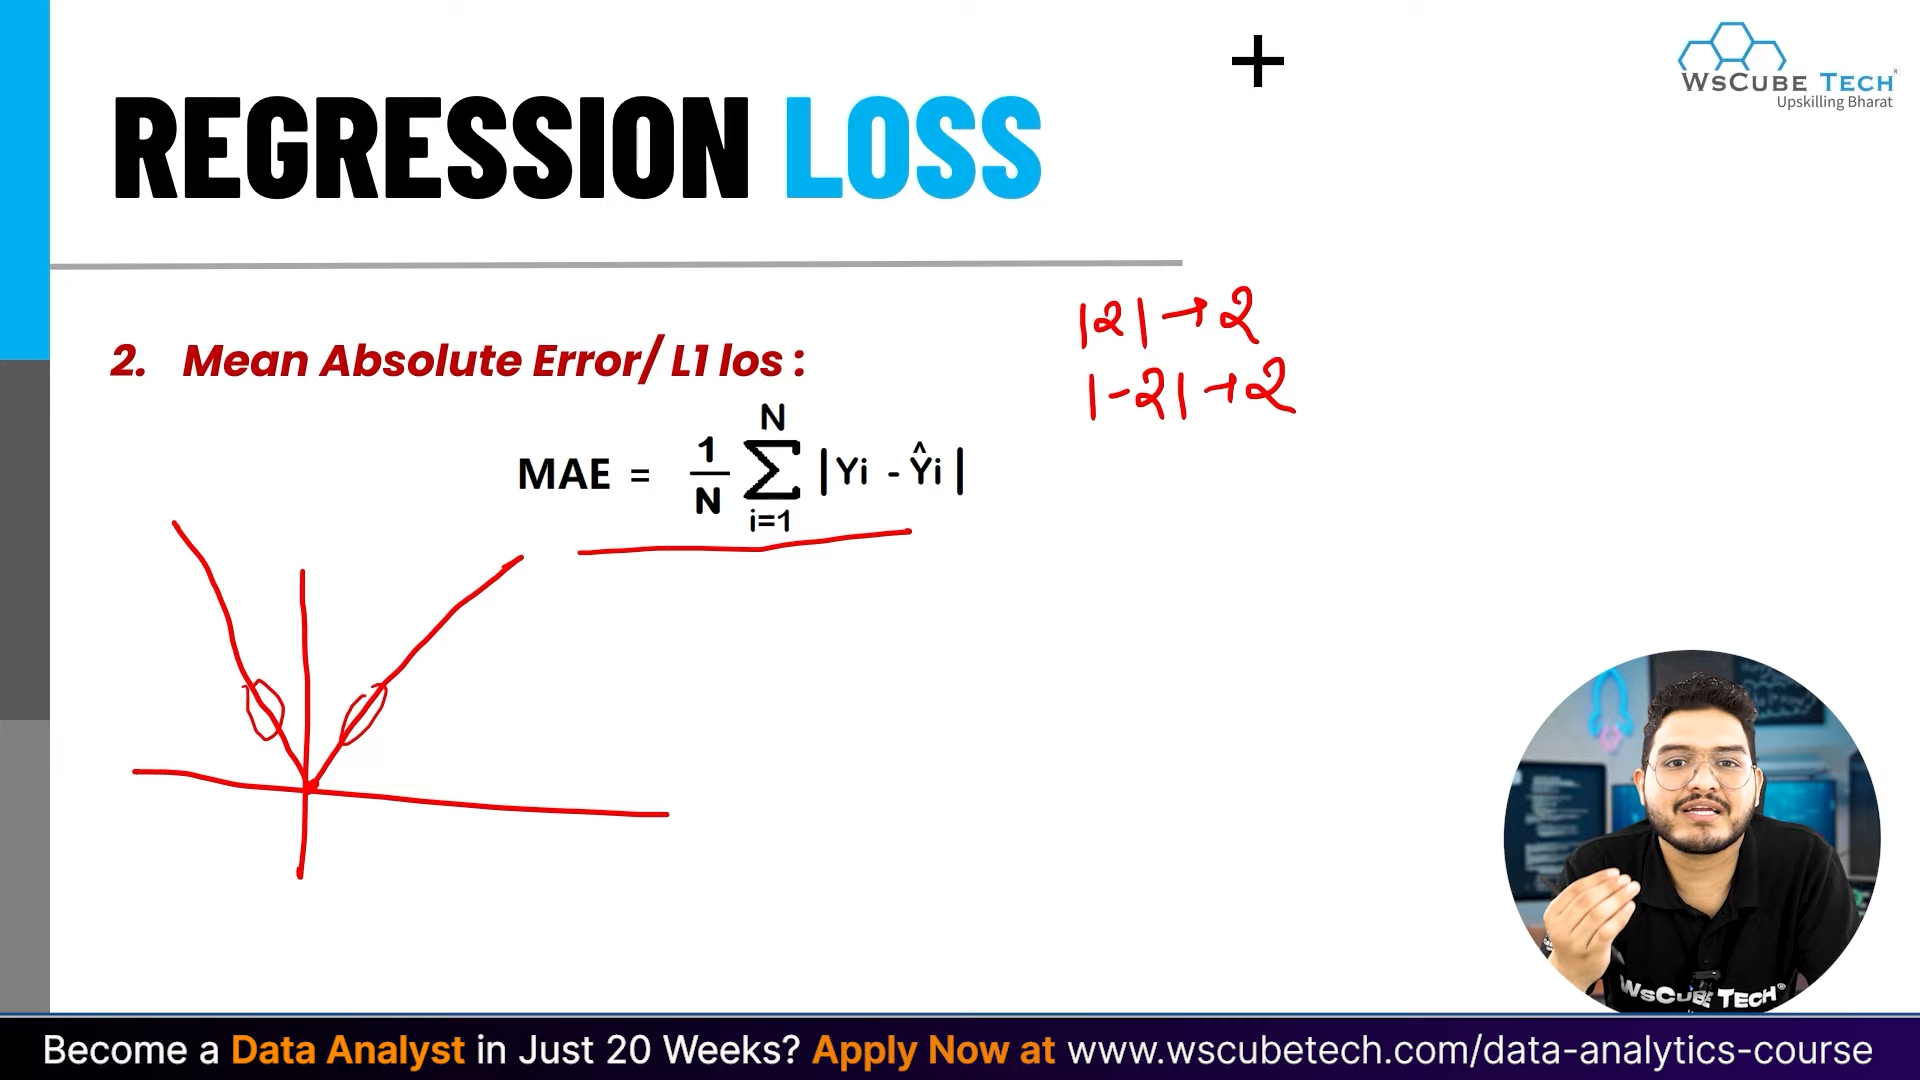 WsCube Tech®
Upskilling Bharat
REGRESSION LOSS
|2| → 2
|-2| → 2
2. Mean Absolute Error/ L1 los :
MAE = 1/N Σ N i=1 |Yi - Ŷi|
WsCube Tech®
Become a Data Analyst in Just 20 Weeks? Apply Now at www.wscubetech.com/data-analytics-course